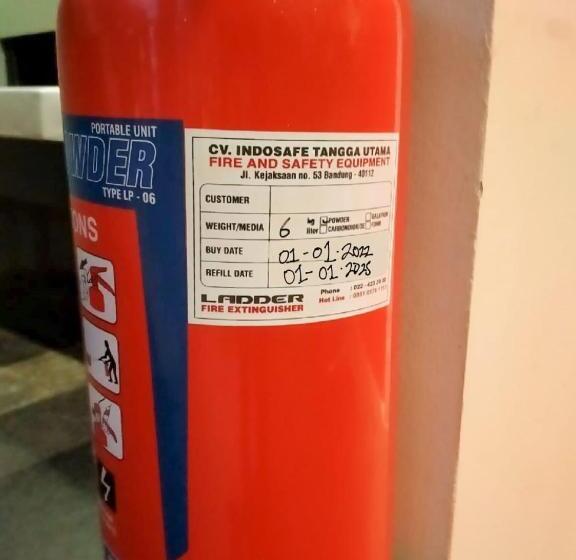 PORTABLE UNIT
WDER
TYPE LP - 06
ONS
CV. INDOSAFE TANGGA UTAMA
FIRE AND SAFETY EQUIPMENT
Jl. Kejaksaan no. 53 Bandung - 40112
CUSTOMER
WEIGHT/MEDIA 6 kg liter POWDER CARBONDIOXIDE FOAM
BUY DATE 01-01-2022
REFILL DATE 01-01-2025
LADDER
FIRE EXTINGUISHER
Phone : 022 - 423
Hot Line :